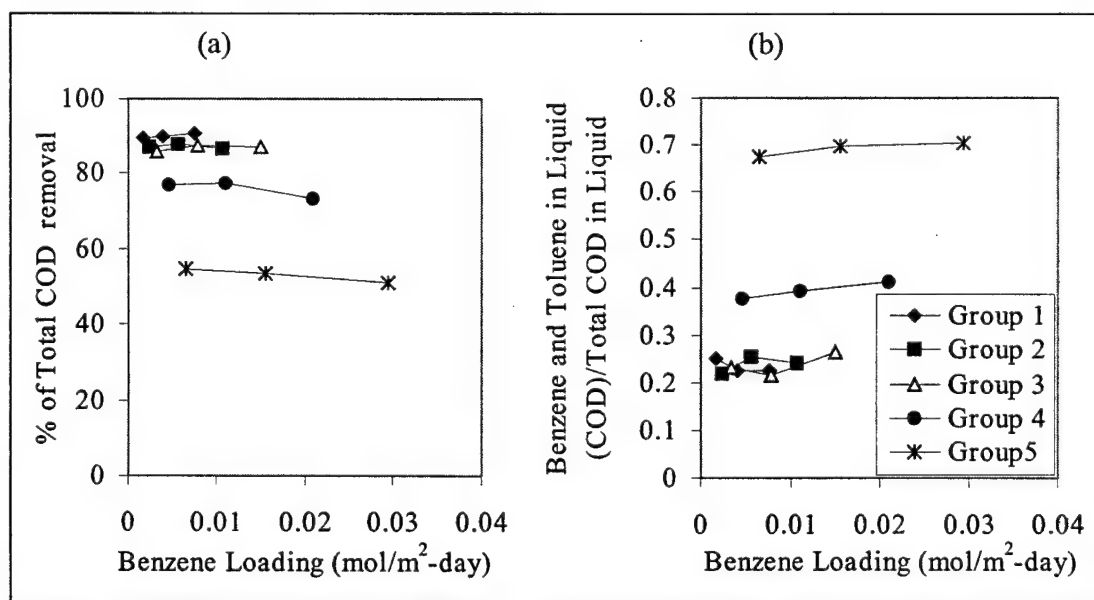 (a)
% of Total COD removal
100
80
60
40
20
0
0 0.01 0.02 0.03 0.04
Benzene Loading (mol/m²-day)
(b)
Benzene and Toluene in Liquid
(COD)/Total COD in Liquid
0.8
0.7
0.6
0.5
0.4
0.3
0.2
0.1
0
0 0.01 0.02 0.03 0.04
Benzene Loading (mol/m²-day)
Group 1
Group 2
Group 3
Group 4
Group5